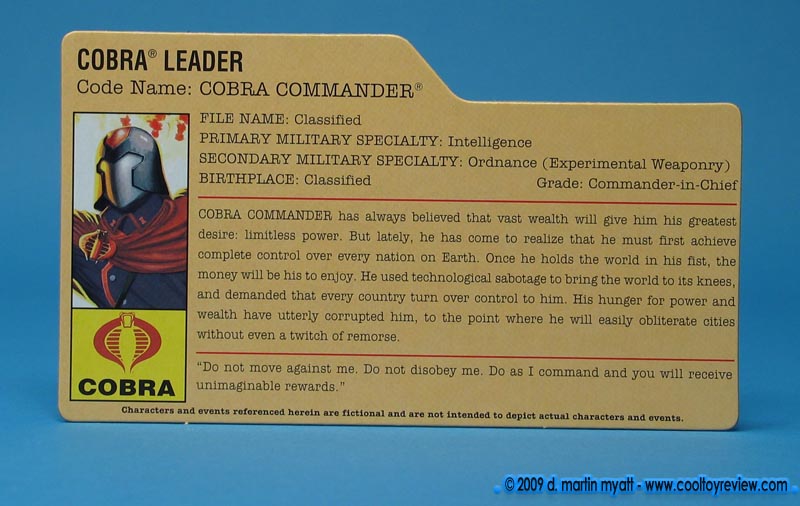 COBRA® LEADER
Code Name: COBRA COMMANDER®
FILE NAME: Classified
PRIMARY MILITARY SPECIALTY: Intelligence
SECONDARY MILITARY SPECIALTY: Ordnance (Experimental Weaponry)
BIRTHPLACE: Classified Grade: Commander-in-Chief
COBRA COMMANDER has always believed that vast wealth will give him his greatest
desire: limitless power. But lately, he has come to realize that he must first achieve
complete control over every nation on Earth. Once he holds the world in his fist, the
money will be his to enjoy. He used technological sabotage to bring the world to its knees,
and demanded that every country turn over control to him. His hunger for power and
wealth have utterly corrupted him, to the point where he will easily obliterate cities
without even a twitch of remorse.
COBRA
“Do not move against me. Do not disobey me. Do as I command and you will receive
unimaginable rewards.”
Characters and events referenced herein are fictional and are not intended to depict actual characters and events.
© 2009 d. martin myatt - www.cooltoyreview.com